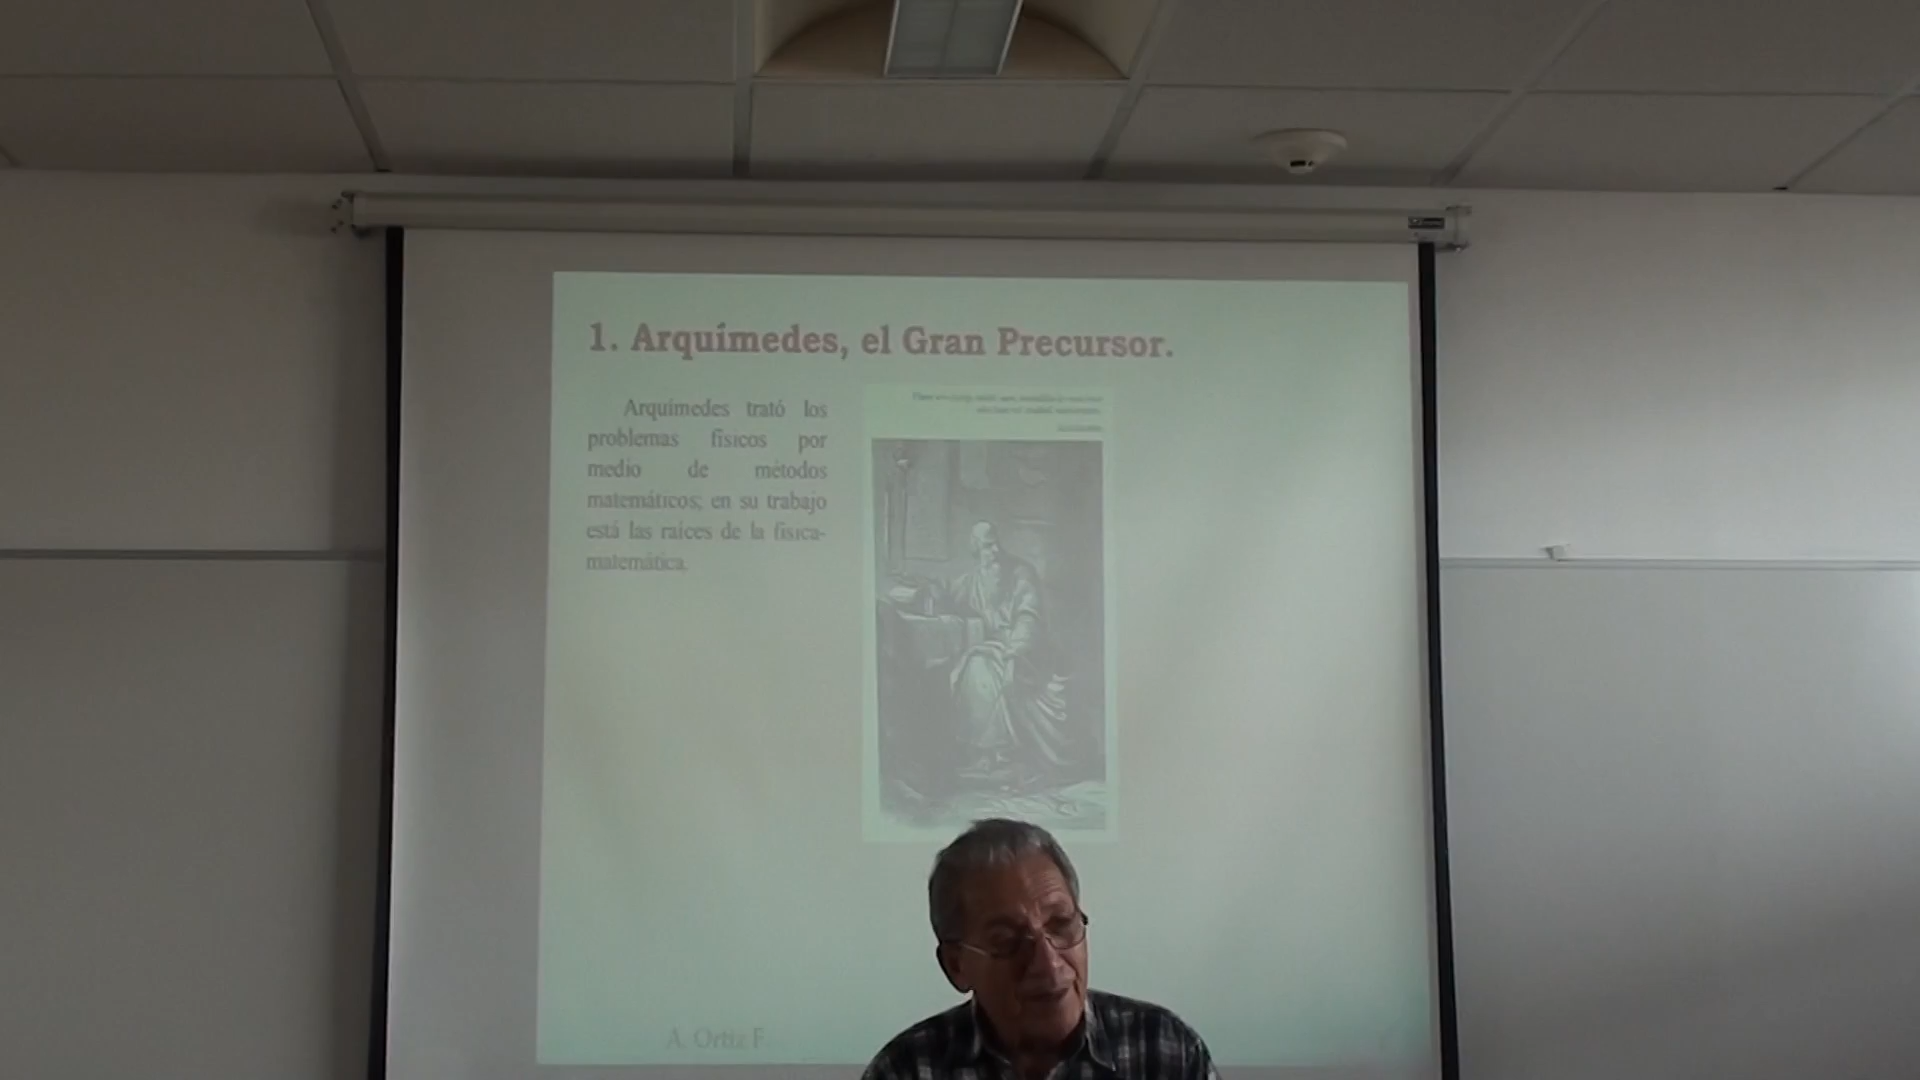 1. Arquímedes, el Gran Precursor.
Arquímedes trató los
problemas físicos por
medio de métodos
matemáticos; en su trabajo
está las raíces de la física-
matemática.
A. Ortiz F.